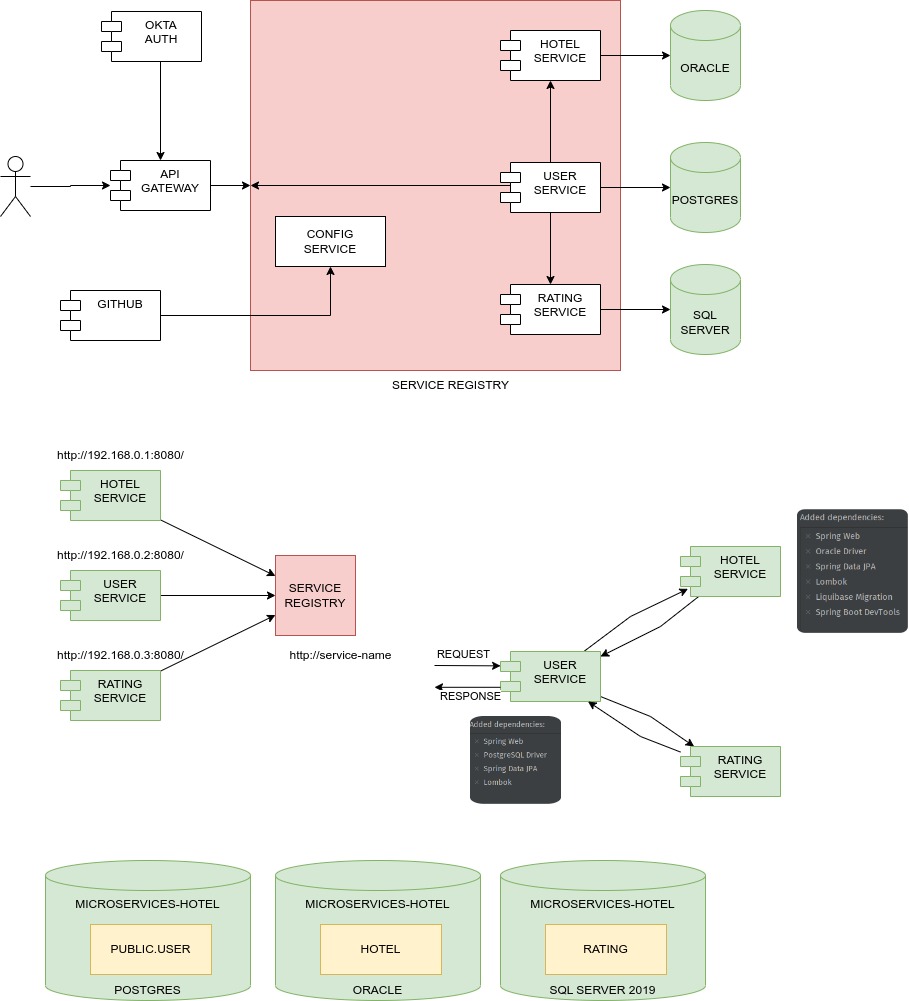 OKTA
AUTH
HOTEL
SERVICE
ORACLE
API
GATEWAY
USER
SERVICE
POSTGRES
CONFIG
SERVICE
GITHUB
RATING
SERVICE
SQL
SERVER
SERVICE REGISTRY
http://192.168.0.1:8080/
HOTEL
SERVICE
http://192.168.0.2:8080/
USER
SERVICE
http://192.168.0.3:8080/
RATING
SERVICE
SERVICE
REGISTRY
http://service-name
REQUEST
RESPONSE
USER
SERVICE
HOTEL
SERVICE
RATING
SERVICE
Added dependencies:
Spring Web
Oracle Driver
Spring Data JPA
Lombok
Liquibase Migration
Spring Boot DevTools
Added dependencies:
Spring Web
PostgreSQL Driver
Spring Data JPA
Lombok
MICROSERVICES-HOTEL
PUBLIC.USER
POSTGRES
MICROSERVICES-HOTEL
HOTEL
ORACLE
MICROSERVICES-HOTEL
RATING
SQL SERVER 2019